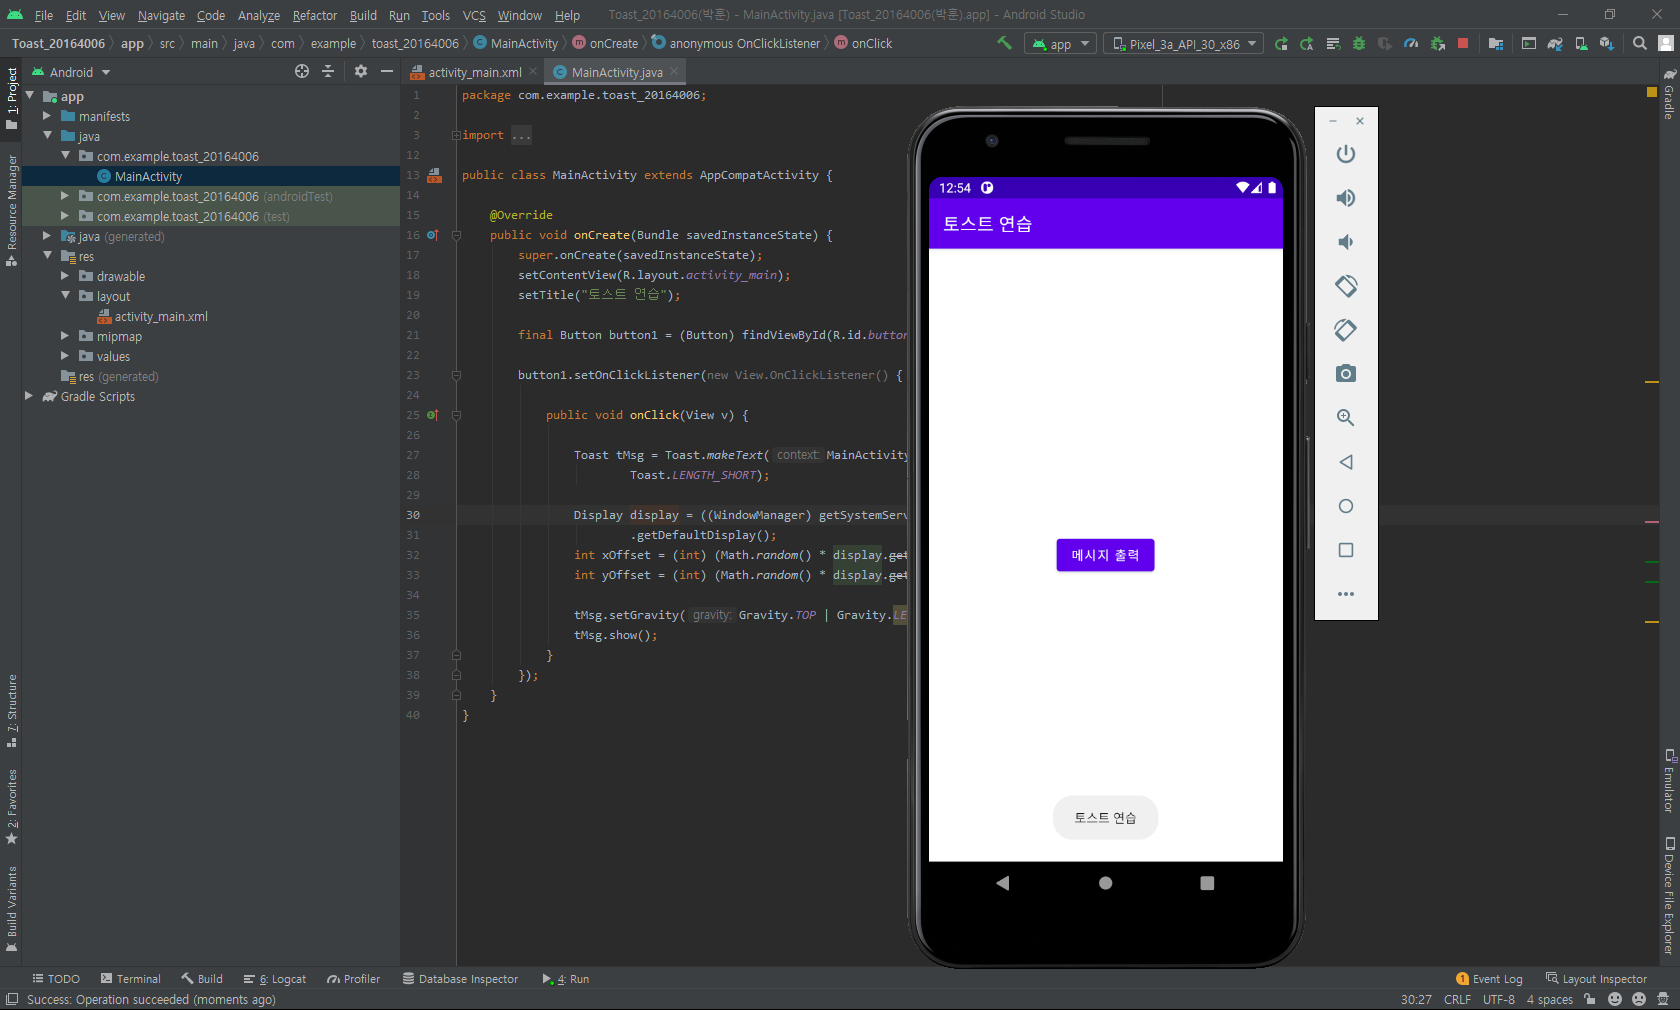 File Edit View Navigate Code Analyze Refactor Build Run Tools VCS Window Help Toast_20164006(박훈) - MainActivity.java [Toast_20164006(박훈).app] - Android Studio
Toast_20164006 app src main java com example toast_20164006 MainActivity onCreate anonymous OnClickListener onClick app Pixel_3a_API_30_x86
Android
activity_main.xml MainActivity.java
1: Project
Resource Manager
7: Structure
2: Favorites
Build Variants
app
manifests
java
com.example.toast_20164006
MainActivity
com.example.toast_20164006 (androidTest)
com.example.toast_20164006 (test)
java (generated)
res
drawable
layout
activity_main.xml
mipmap
values
res (generated)
Gradle Scripts
1 package com.example.toast_20164006;
2
3 import ...
12
13 public class MainActivity extends AppCompatActivity {
14
15 @Override
16 public void onCreate(Bundle savedInstanceState) {
17 super.onCreate(savedInstanceState);
18 setContentView(R.layout.activity_main);
19 setTitle("토스트 연습");
20
21 final Button button1 = (Button) findViewById(R.id.button
22
23 button1.setOnClickListener(new View.OnClickListener() {
24
25 public void onClick(View v) {
26
27 Toast tMsg = Toast.makeText( context: MainActivity
28 Toast.LENGTH_SHORT);
29
30 Display display = ((WindowManager) getSystemServ
31 .getDefaultDisplay();
32 int xOffset = (int) (Math.random() * display.get
33 int yOffset = (int) (Math.random() * display.get
34
35 tMsg.setGravity( gravity: Gravity.TOP | Gravity.LE
36 tMsg.show();
37 }
38 });
39 }
40 }
12:54
토스트 연습
메시지 출력
토스트 연습
Gradle
Emulator
Device File Explorer
TODO Terminal Build 6: Logcat Profiler Database Inspector 4: Run 1 Event Log Layout Inspector
Success: Operation succeeded (moments ago) 30:27 CRLF UTF-8 4 spaces